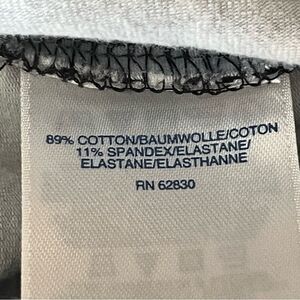 89% COTTON/BAUMWOLLE/COTON
11% SPANDEX/ELASTANE/
ELASTANE/ELASTHANNE
RN 62830